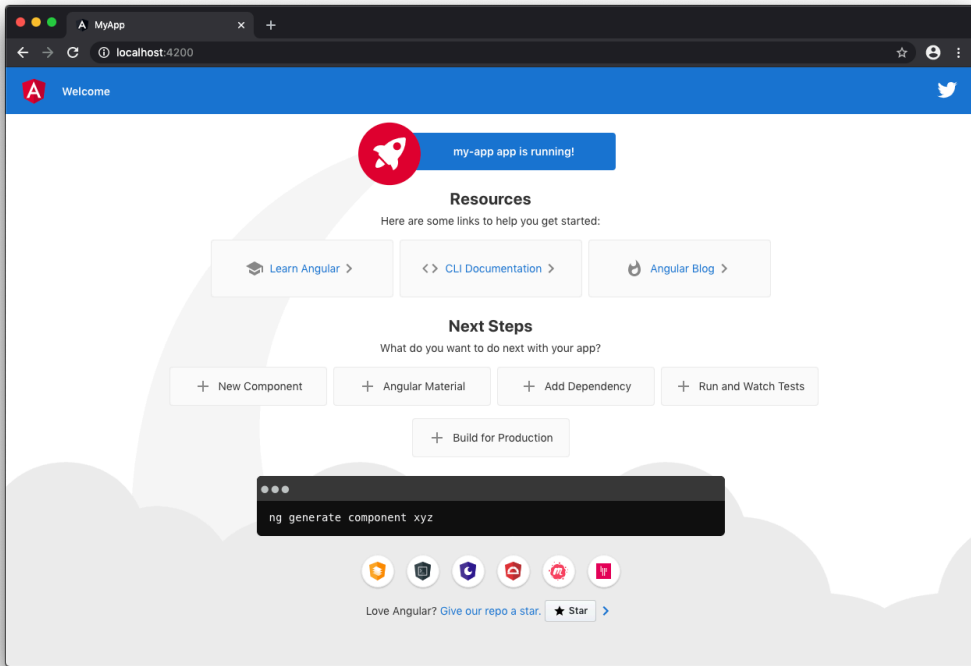 MyApp
localhost:4200
Welcome
my-app app is running!
Resources
Here are some links to help you get started:
Learn Angular
CLI Documentation
Angular Blog
Next Steps
What do you want to do next with your app?
New Component
Angular Material
Add Dependency
Run and Watch Tests
Build for Production
ng generate component xyz
Love Angular? Give our repo a star. Star